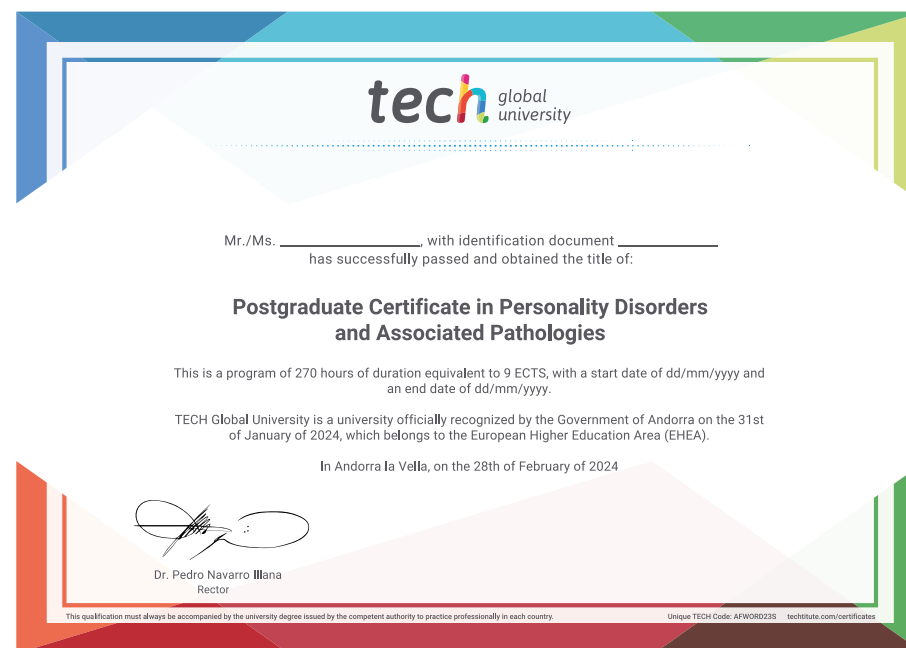 tech global
university
Mr./Ms. ____________, with identification document ____________
has successfully passed and obtained the title of:
Postgraduate Certificate in Personality Disorders
and Associated Pathologies
This is a program of 270 hours of duration equivalent to 9 ECTS, with a start date of dd/mm/yyyy and
an end date of dd/mm/yyyy.
TECH Global University is a university officially recognized by the Government of Andorra on the 31st
of January of 2024, which belongs to the European Higher Education Area (EHEA).
In Andorra la Vella, on the 28th of February of 2024
Dr. Pedro Navarro Illana
Rector
This qualification must always be accompanied by the university degree issued by the competent authority to practice professionally in each country.
Unique TECH Code: AFWORD23S techtitute.com/certificates